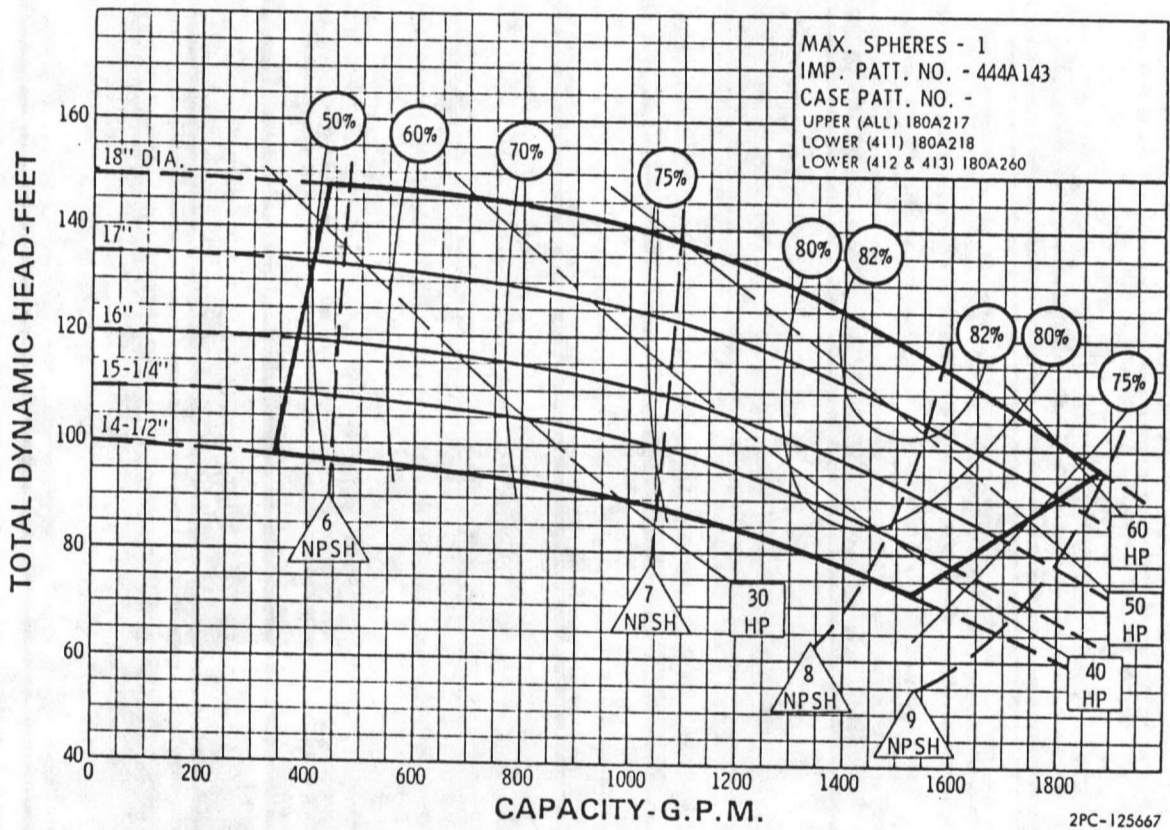 MAX. SPHERES - 1
IMP. PATT. NO. - 444A143
CASE PATT. NO. -
UPPER (ALL) 180A217
LOWER (411) 180A218
LOWER (412 & 413) 180A260
TOTAL DYNAMIC HEAD-FEET
160
140
120
100
80
60
40
18" DIA.
17"
16"
15-1/4"
14-1/2"
50%
60%
70%
75%
80%
82%
82%
80%
75%
6
NPSH
7
NPSH
8
NPSH
9
NPSH
30
HP
60
HP
50
HP
40
HP
0 200 400 600 800 1000 1200 1400 1600 1800
CAPACITY-G.P.M.
2PC-125667